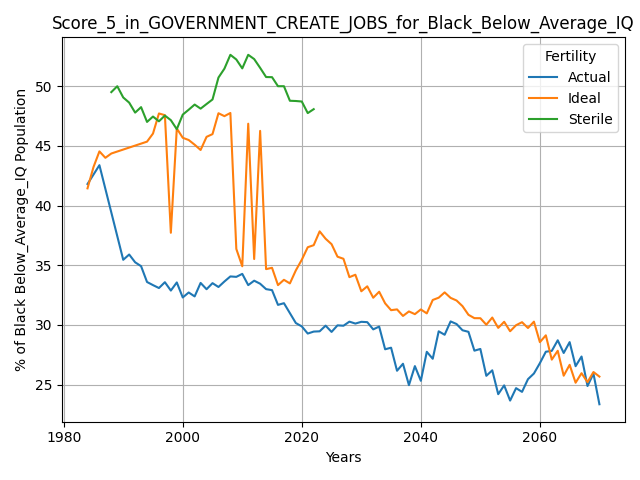 Score_5_in_GOVERNMENT_CREATE_JOBS_for_Black_Below_Average_IQ
Fertility
Actual
Ideal
Sterile
% of Black Below_Average_IQ Population
50
45
40
35
30
25
1980
2000
2020
2040
2060
Years